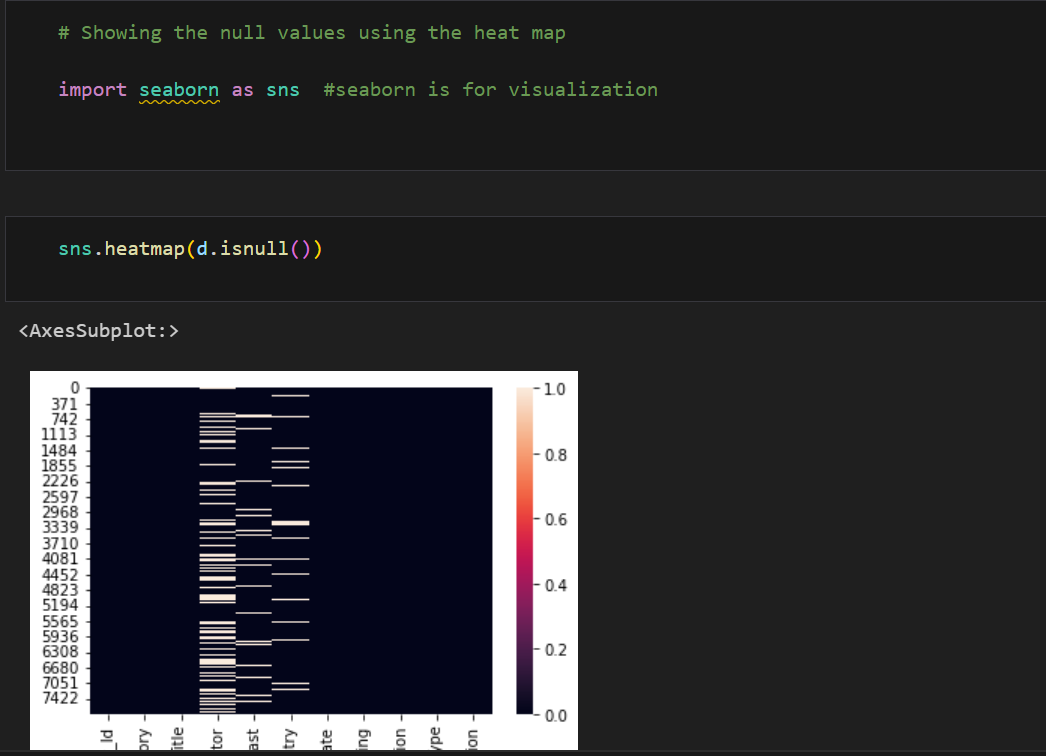 # Showing the null values using the heat map
import seaborn as sns  #seaborn is for visualization
sns.heatmap(d.isnull())
<AxesSubplot:>
0
371
742
1113
1484
1855
2226
2597
2968
3339
3710
4081
4452
4823
5194
5565
5936
6308
6680
7051
7422
1.0
0.8
0.6
0.4
0.2
0.0
_Id
ory
itle
tor
ast
try
ate
ing
ion
ype
ion